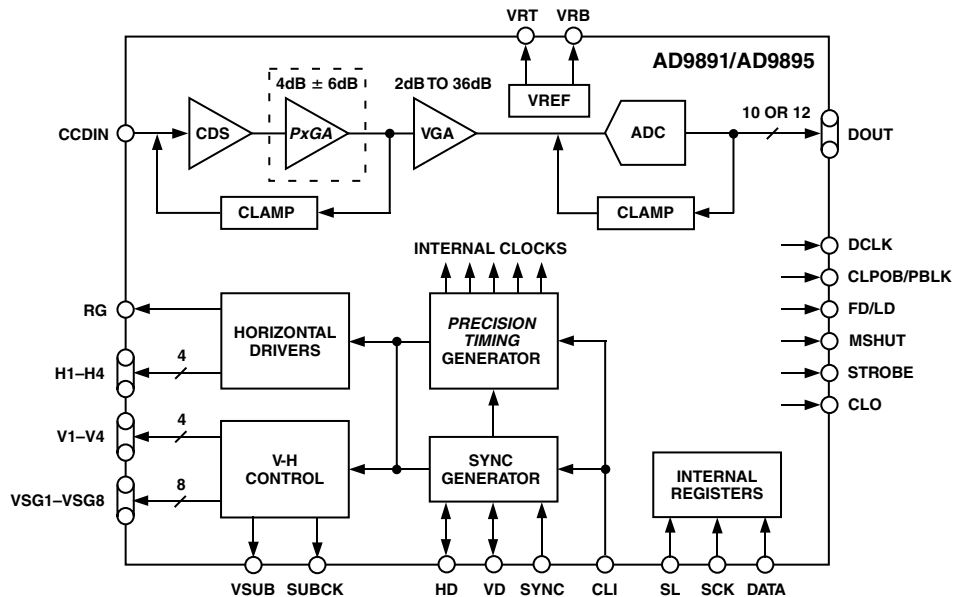 VRT VRB
AD9891/AD9895
4dB ± 6dB
2dB TO 36dB
VREF
CCDIN
CDS
PxGA
VGA
ADC
10 OR 12
DOUT
CLAMP
CLAMP
INTERNAL CLOCKS
DCLK
CLPOB/PBLK
FD/LD
MSHUT
STROBE
CLO
RG
H1–H4
4
HORIZONTAL
DRIVERS
PRECISION
TIMING
GENERATOR
V1–V4
4
VSG1–VSG8
8
V-H
CONTROL
SYNC
GENERATOR
INTERNAL
REGISTERS
VSUB SUBCK HD VD SYNC CLI SL SCK DATA